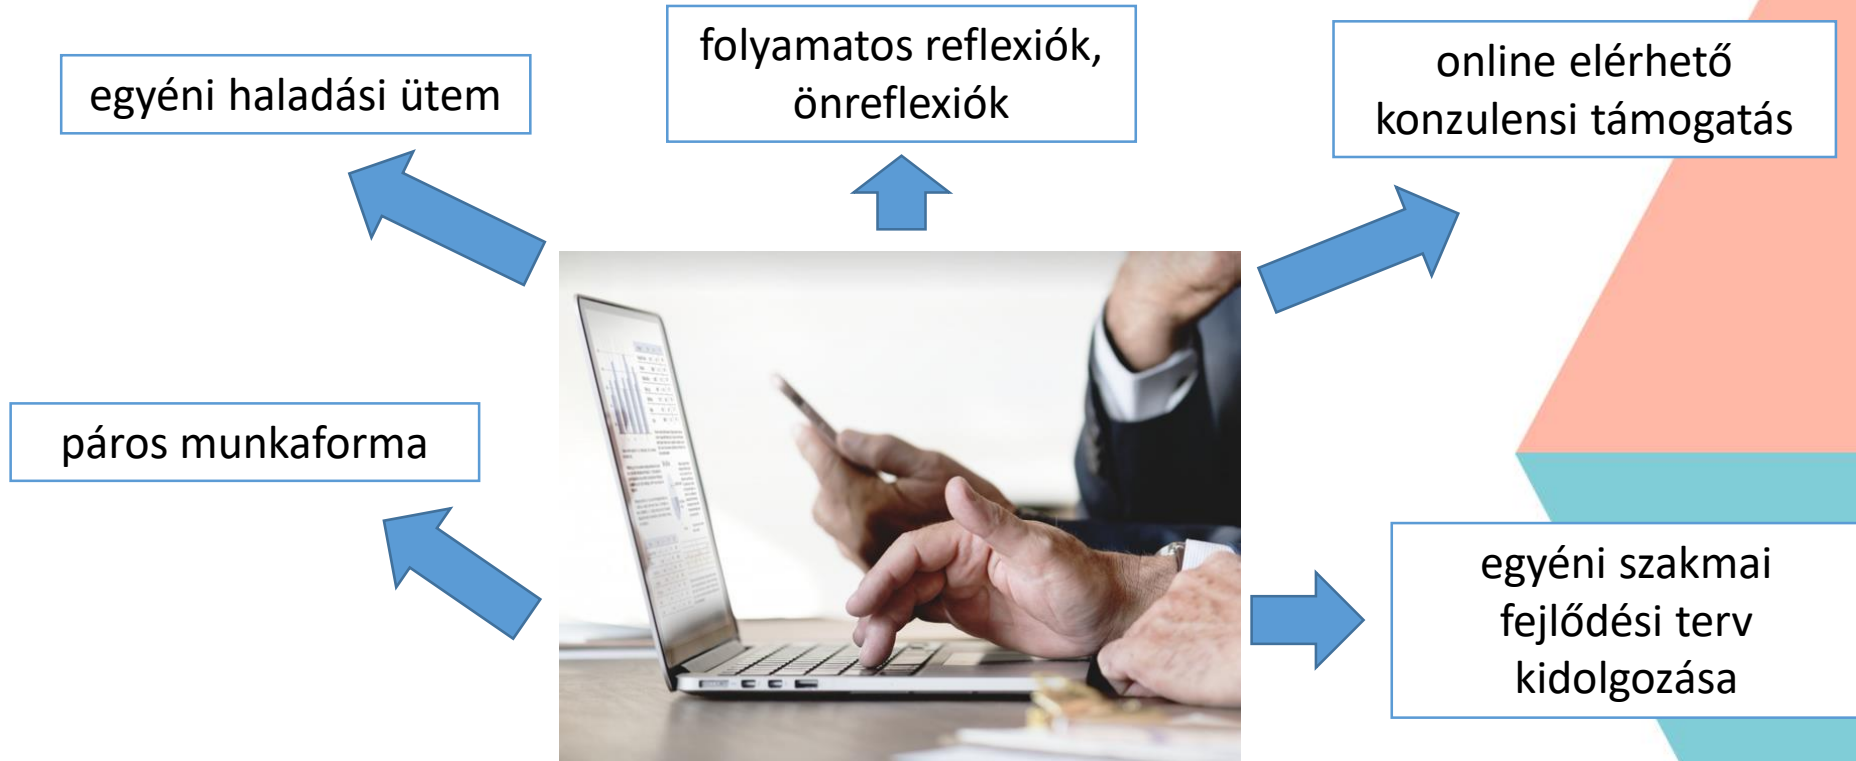 egyéni haladási ütem
folyamatos reflexiók,
önreflexiók
online elérhető
konzulensi támogatás
páros munkaforma
egyéni szakmai
fejlődési terv
kidolgozása